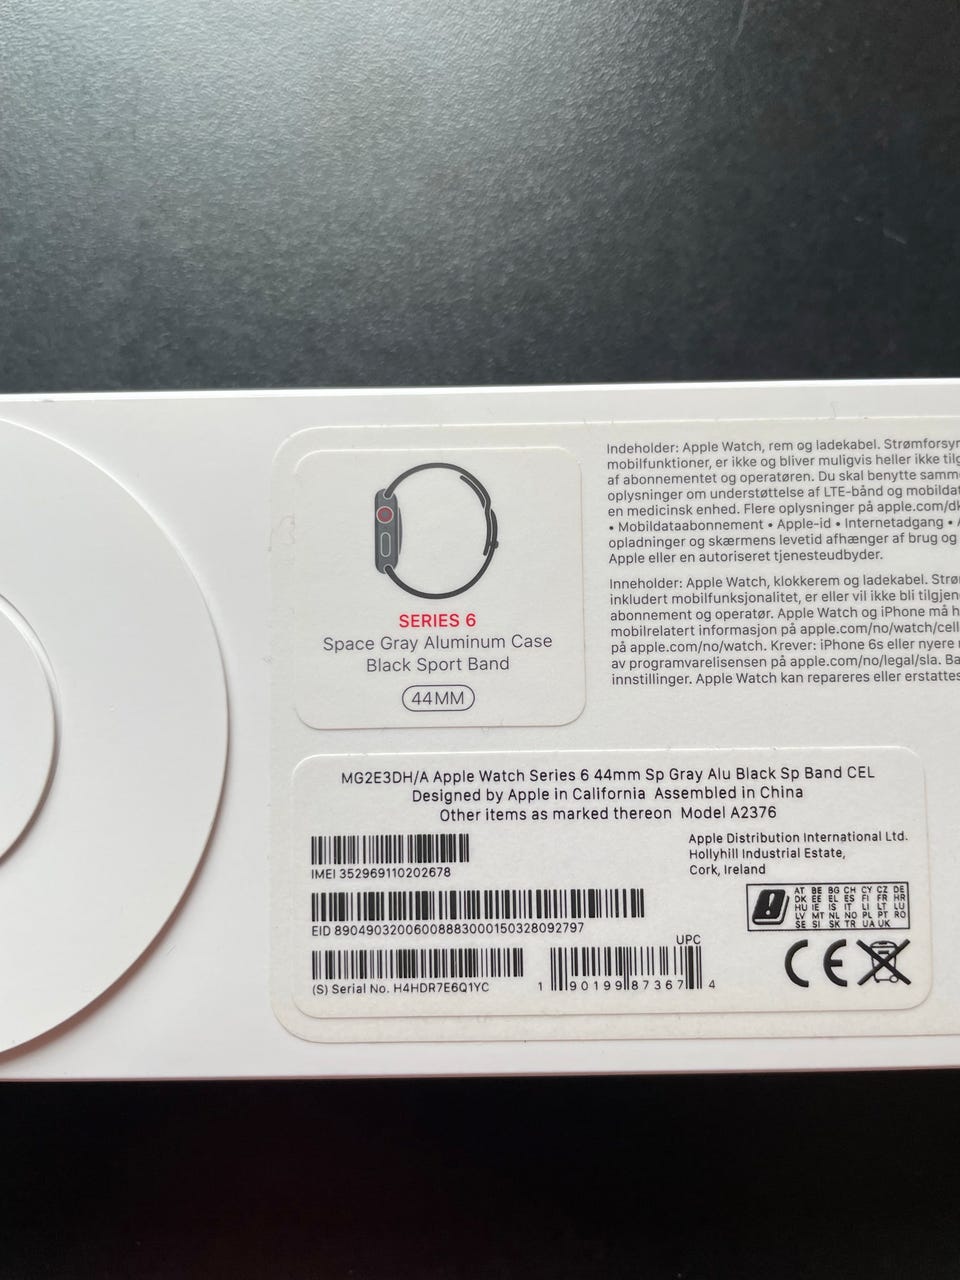 SERIES 6
Space Gray Aluminum Case
Black Sport Band
44MM
Indeholder: Apple Watch, rem og ladekabel. Strømforsyn
mobilfunktioner, er ikke og bliver muligvis heller ikke tilg
af abonnementet og operatøren. Du skal benytte samm
oplysninger om understøttelse af LTE-bånd og mobildat
en medicinsk enhed. Flere oplysninger på apple.com/dk
• Mobildataabonnement • Apple-id • Internetadgang •
opladninger og skærmens levetid afhænger af brug og
Apple eller en autoriseret tjenesteudbyder.
Inneholder: Apple Watch, klokkerem og ladekabel. Strø
inkludert mobilfunksjonalitet, er eller vil ikke bli tilgjen
abonnement og operatør. Apple Watch og iPhone må h
mobilrelatert informasjon på apple.com/no/watch/cell
på apple.com/no/watch. Krever: iPhone 6s eller nyere
av programvarelisensen på apple.com/no/legal/sla. Ba
innstillinger. Apple Watch kan repareres eller erstattes
MG2E3DH/A Apple Watch Series 6 44mm Sp Gray Alu Black Sp Band CEL
Designed by Apple in California Assembled in China
Other items as marked thereon Model A2376
Apple Distribution International Ltd.
Hollyhill Industrial Estate,
Cork, Ireland
IMEI 352969110202678
EID 89049032006008883000150328092797
(S) Serial No. H4HDR7E6Q1YC
UPC
1 90199 87367 4
AT BE BG CH CY CZ DE
DK EE EL ES FI FR HR
HU IE IS IT LI LT LU
LV MT NL NO PL PT RO
SE SI SK TR UA UK
CE